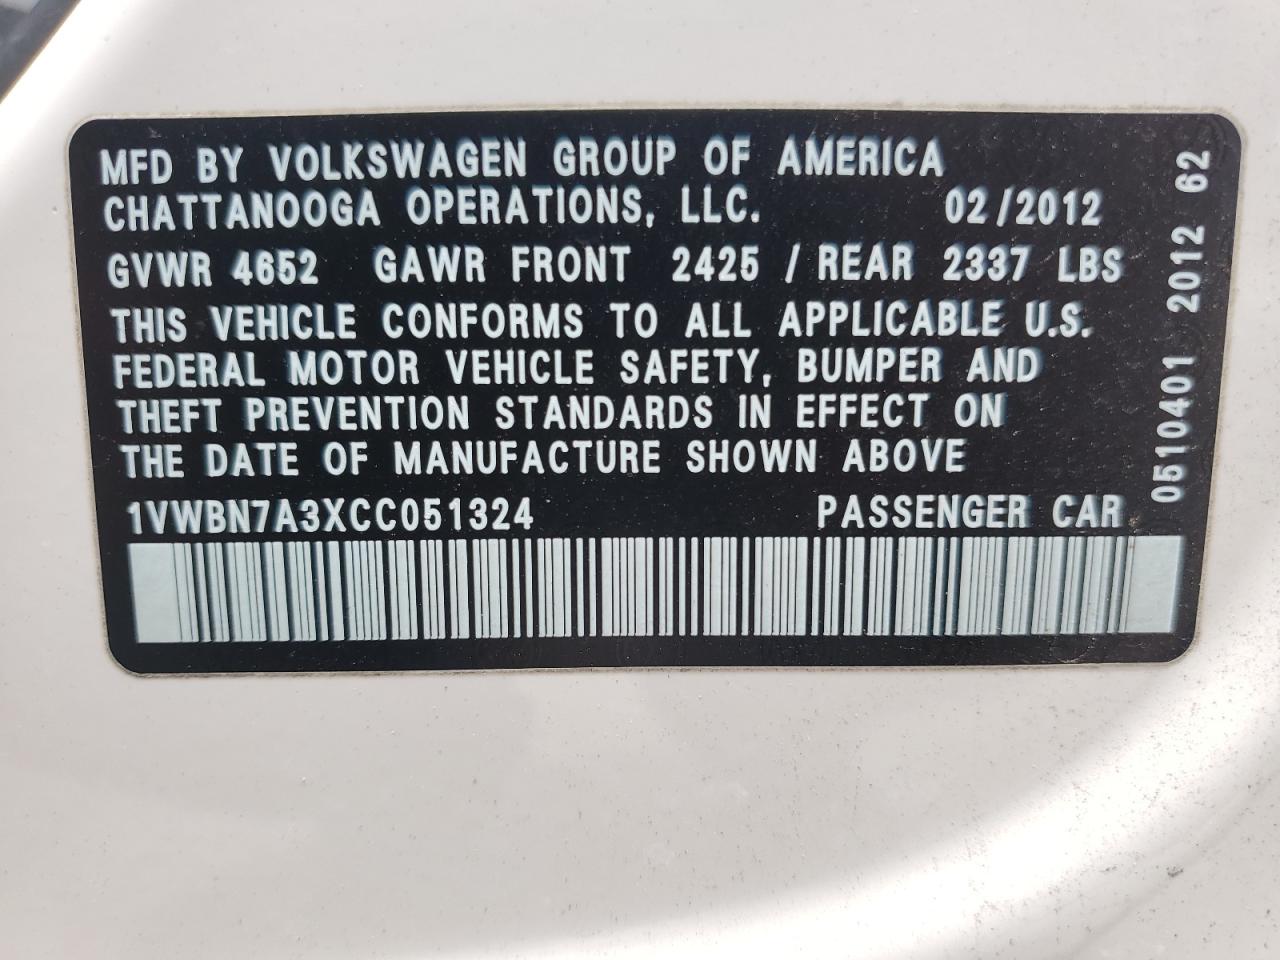 MFD BY VOLKSWAGEN GROUP OF AMERICA
CHATTANOOGA OPERATIONS, LLC. 02/2012
GVWR 4652 GAWR FRONT 2425 / REAR 2337 LBS
THIS VEHICLE CONFORMS TO ALL APPLICABLE U.S.
FEDERAL MOTOR VEHICLE SAFETY, BUMPER AND
THEFT PREVENTION STANDARDS IN EFFECT ON
THE DATE OF MANUFACTURE SHOWN ABOVE
1VWBN7A3XCC051324 PASSENGER CAR
0510401 2012 62